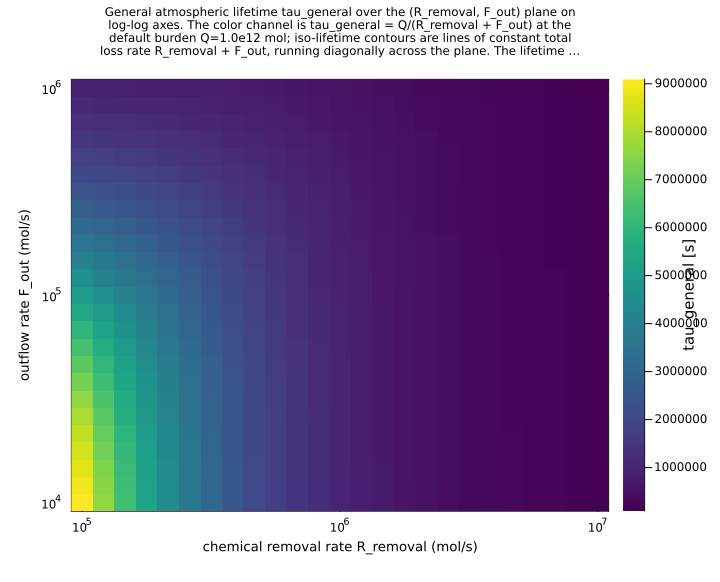 General atmospheric lifetime tau_general over the (R_removal, F_out) plane on
log-log axes. The color channel is tau_general = Q/(R_removal + F_out) at the
default burden Q=1.0e12 mol; iso-lifetime contours are lines of constant total
loss rate R_removal + F_out, running diagonally across the plane. The lifetime ...
10^6
10^5
10^4
outflow rate F_out (mol/s)
10^5
10^6
10^7
chemical removal rate R_removal (mol/s)
9000000
8000000
7000000
6000000
5000000
4000000
3000000
2000000
1000000
tau_general [s]